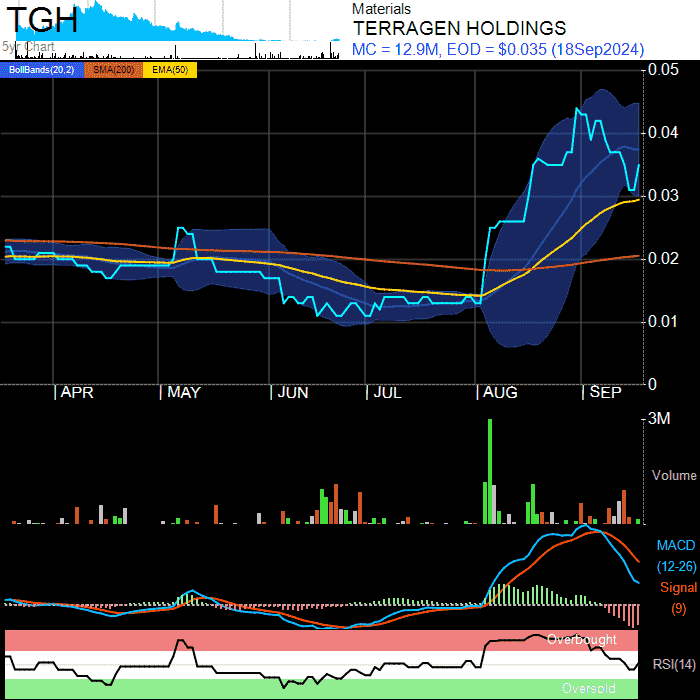 TGH
5yr Chart
Materials
TERRAGEN HOLDINGS
MC = 12.9M, EOD = $0.035 (18Sep2024)
BollBands(20,2) SMA(200) EMA(50)
0.05
0.04
0.03
0.02
0.01
0
APR MAY JUN JUL AUG SEP
3M
Volume
MACD
(12-26)
Signal
(9)
Overbought
RSI(14)
Oversold